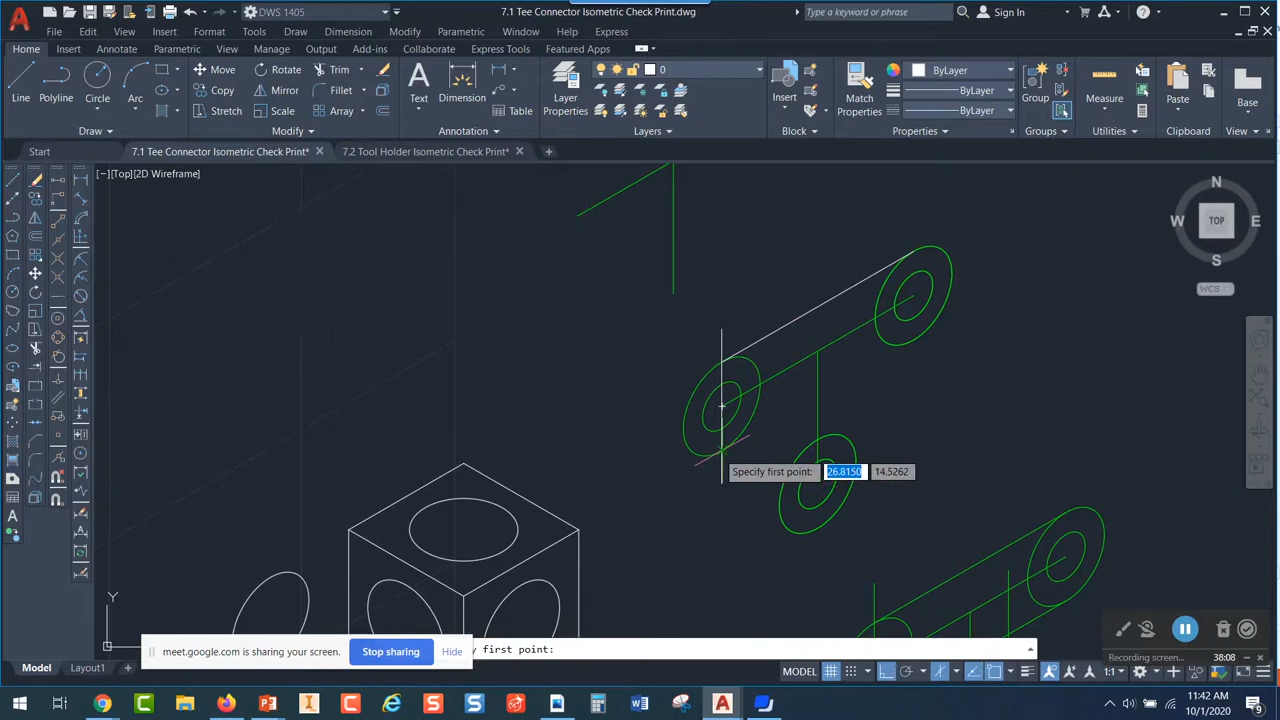 DWS 1405
7.1 Tee Connector Isometric Check Print.dwg
Type a keyword or phrase
Sign In
File Edit View Insert Format Tools Draw Dimension Modify Parametric Window Help Express
Home Insert Annotate Parametric View Manage Output Add-ins Collaborate Express Tools Featured Apps
Line Polyline Circle Arc
Move Rotate Trim
Copy Mirror Fillet
Stretch Scale Array
Text Dimension Table
Layer Properties
0
Insert
Match Properties
ByLayer
ByLayer
ByLayer
Group
Measure
Paste
Base
Draw Modify Annotation Layers Block Properties Groups Utilities Clipboard View
Start 7.1 Tee Connector Isometric Check Print* 7.2 Tool Holder Isometric Check Print*
[−][Top][2D Wireframe]
N
W TOP E
S
WCS
Specify first point: 26.8150 14.5262
Y
meet.google.com is sharing your screen. Stop sharing Hide
y first point:
Recording screen... 38:08
Model Layout1
MODEL 1:1
11:42 AM
10/1/2020